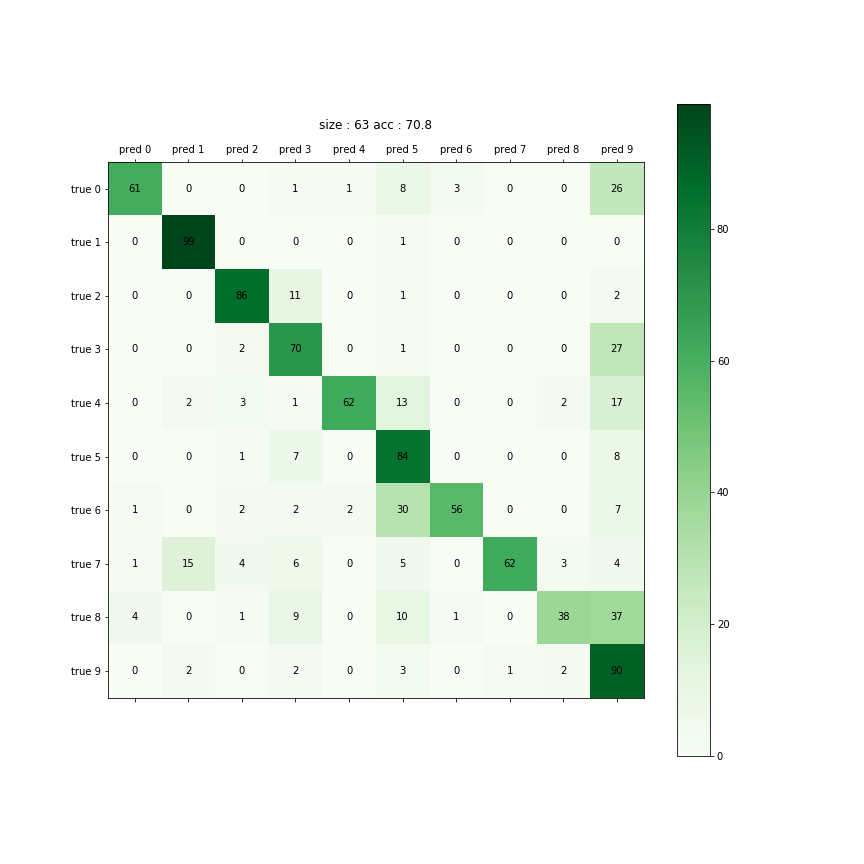 size : 63 acc : 70.8
pred 0 pred 1 pred 2 pred 3 pred 4 pred 5 pred 6 pred 7 pred 8 pred 9
true 0 61 0 0 1 1 8 3 0 0 26
true 1 0 99 0 0 0 1 0 0 0 0
true 2 0 0 86 11 0 1 0 0 0 2
true 3 0 0 2 70 0 1 0 0 0 27
true 4 0 2 3 1 62 13 0 0 2 17
true 5 0 0 1 7 0 84 0 0 0 8
true 6 1 0 2 2 2 30 56 0 0 7
true 7 1 15 4 6 0 5 0 62 3 4
true 8 4 0 1 9 0 10 1 0 38 37
true 9 0 2 0 2 0 3 0 1 2 90
80
60
40
20
0